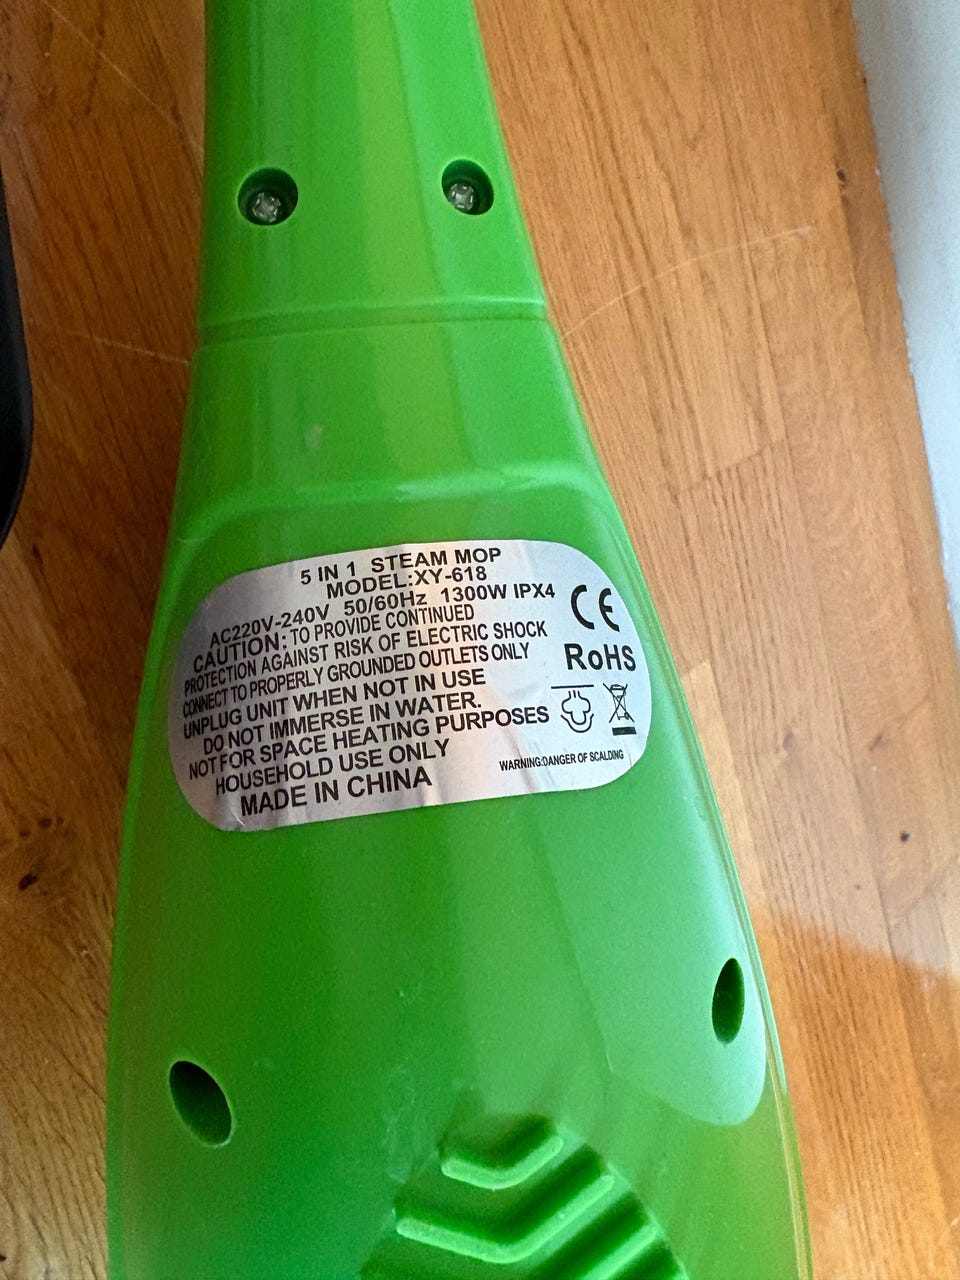 5 IN 1 STEAM MOP
MODEL:XY-618
AC220V-240V 50/60Hz 1300W IPX4
CAUTION: TO PROVIDE CONTINUED
PROTECTION AGAINST RISK OF ELECTRIC SHOCK
CONNECT TO PROPERLY GROUNDED OUTLETS ONLY
UNPLUG UNIT WHEN NOT IN USE
DO NOT IMMERSE IN WATER.
NOT FOR SPACE HEATING PURPOSES
HOUSEHOLD USE ONLY
MADE IN CHINA
CE
RoHS
WARNING:DANGER OF SCALDING